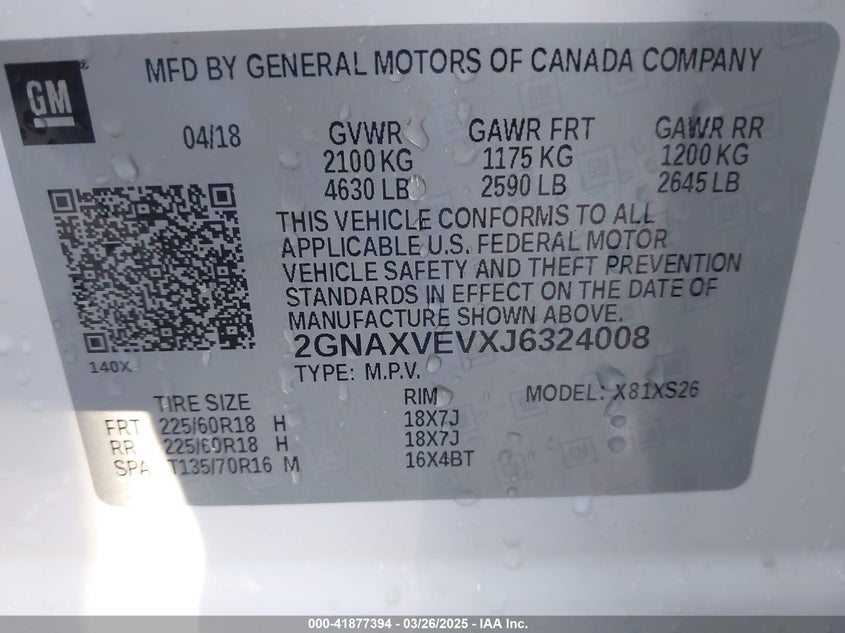 GM
MFD BY GENERAL MOTORS OF CANADA COMPANY
04/18 GVWR GAWR FRT GAWR RR
2100 KG 1175 KG 1200 KG
4630 LB 2590 LB 2645 LB
THIS VEHICLE CONFORMS TO ALL
APPLICABLE U.S. FEDERAL MOTOR
VEHICLE SAFETY AND THEFT PREVENTION
STANDARDS IN EFFECT ON THE DATE OF
MANUFACTURE SHOWN ABOVE.
2GNAXVEVXJ6324008
140X
TYPE: M.P.V. MODEL: X81XS26
TIRE SIZE RIM
FRT 225/60R18 H 18X7J
RR 225/60R18 H 18X7J
SPA T135/70R16 M 16X4BT
000-41877394 - 03/26/2025 - IAA Inc.